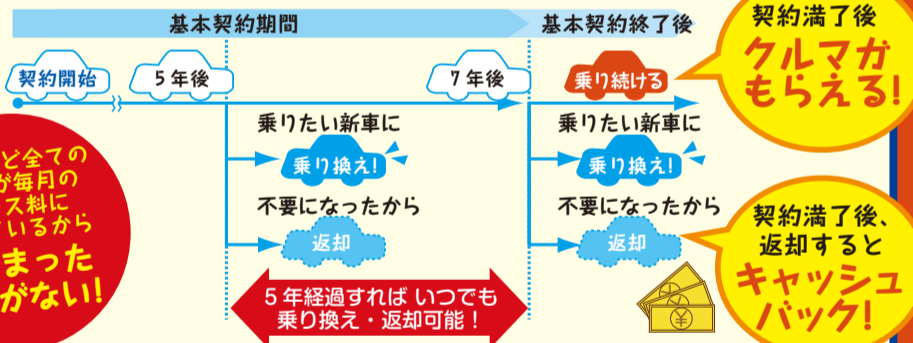 基本契約期間
基本契約終了後
契約開始
5年後
7年後
乗り続ける
契約満了後
クルマが
もらえる!
乗りたい新車に
乗り換え!
不要になったから
返却
乗りたい新車に
乗り換え!
不要になったから
返却
ど全ての
が毎月の
ス料に
ているから
まった
がない!
5年経過すれば いつでも
乗り換え・返却可能!
契約満了後、
返却すると
キャッシュ
バック!